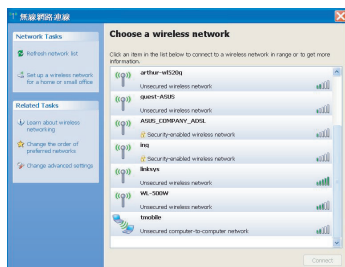 無線網路連線
Network Tasks
Refresh network list
Set up a wireless network
for a home or small office
Related Tasks
Learn about wireless
networking
Change the order of
preferred networks
Change advanced settings
Choose a wireless network
Click an item in the list below to connect to a wireless network in range or to get more
information.
arthur-wl520g
Unsecured wireless network
guest-ASUS
Unsecured wireless network
ASUS_COMPANY_ADSL
Security-enabled wireless network
inq
Security-enabled wireless network
linksys
Unsecured wireless network
WL-500W
Unsecured wireless network
tmobile
Unsecured computer-to-computer network
Connect